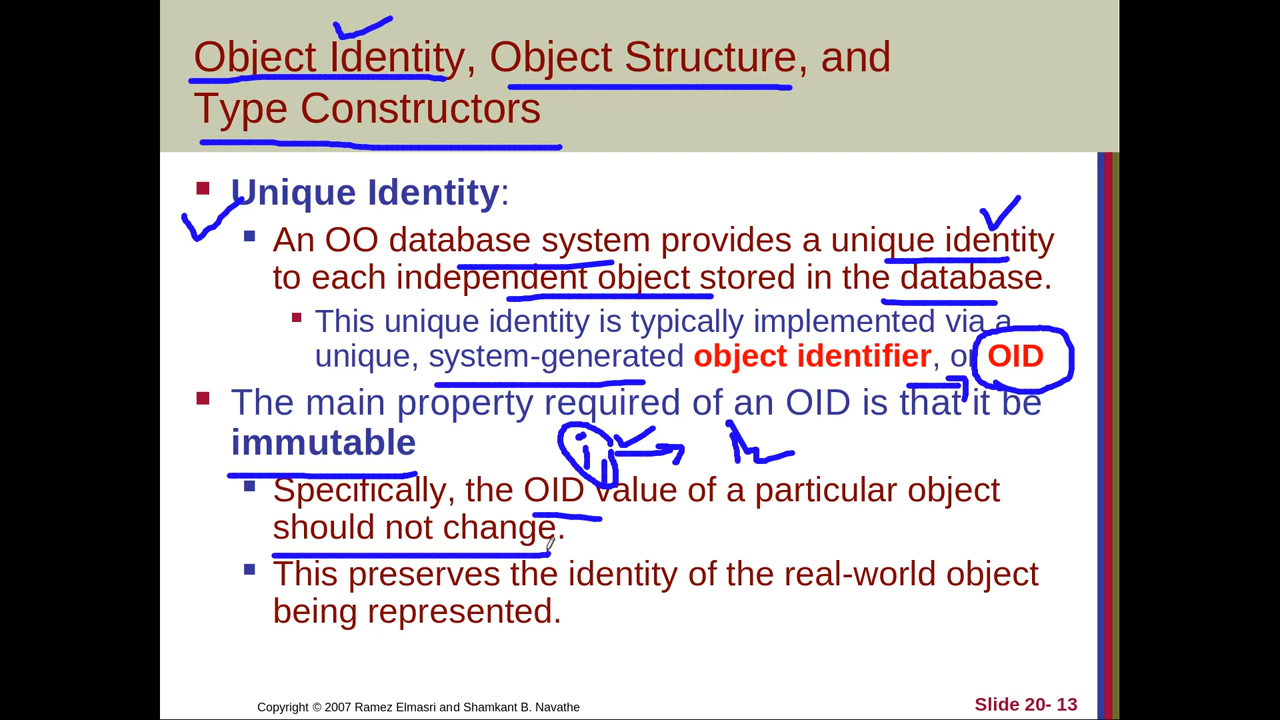 Object Identity, Object Structure, and
Type Constructors
Unique Identity:
An OO database system provides a unique identity
to each independent object stored in the database.
This unique identity is typically implemented via a
unique, system-generated object identifier, or OID
The main property required of an OID is that it be
immutable
Specifically, the OID value of a particular object
should not change.
This preserves the identity of the real-world object
being represented.
Copyright © 2007 Ramez Elmasri and Shamkant B. Navathe
Slide 20- 13